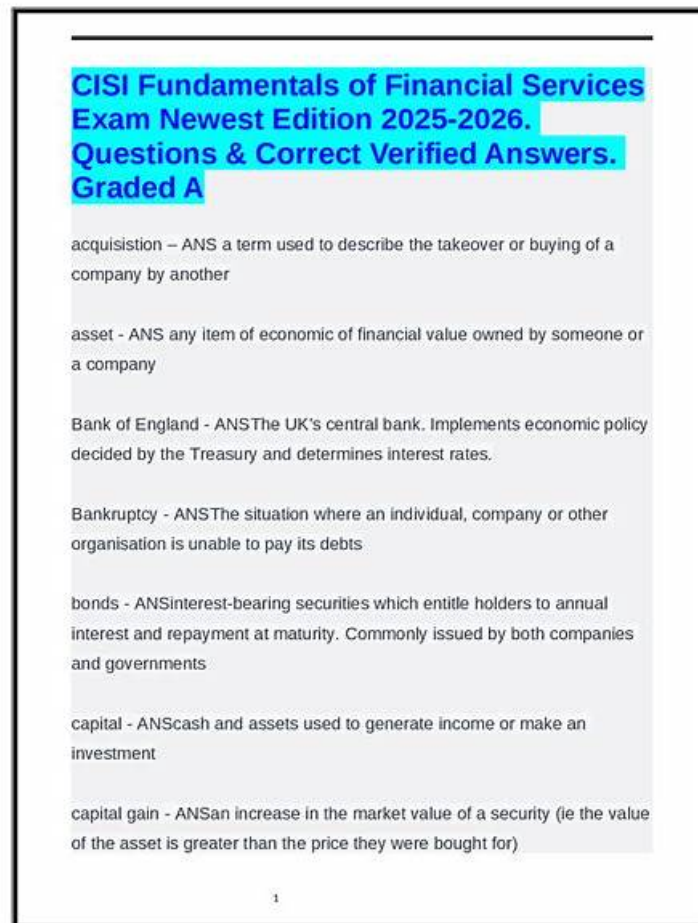 CISI Fundamentals of Financial Services
Exam Newest Edition 2025-2026.
Questions & Correct Verified Answers.
Graded A
acquisistion – ANS a term used to describe the takeover or buying of a
company by another
asset - ANS any item of economic of financial value owned by someone or
a company
Bank of England - ANSThe UK's central bank. Implements economic policy
decided by the Treasury and determines interest rates.
Bankruptcy - ANSThe situation where an individual, company or other
organisation is unable to pay its debts
bonds - ANSinterest-bearing securities which entitle holders to annual
interest and repayment at maturity. Commonly issued by both companies
and governments
capital - ANScash and assets used to generate income or make an
investment
capital gain - ANSan increase in the market value of a security (ie the value
of the asset is greater than the price they were bought for)
1